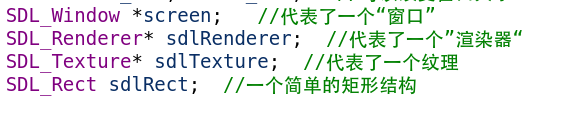 SDL_Window *screen;   //代表了一个“窗口”
SDL_Renderer* sdlRenderer;  //代表了一个”渲染器“
SDL_Texture* sdlTexture;  //代表了一个纹理
SDL_Rect sdlRect;  //一个简单的矩形结构